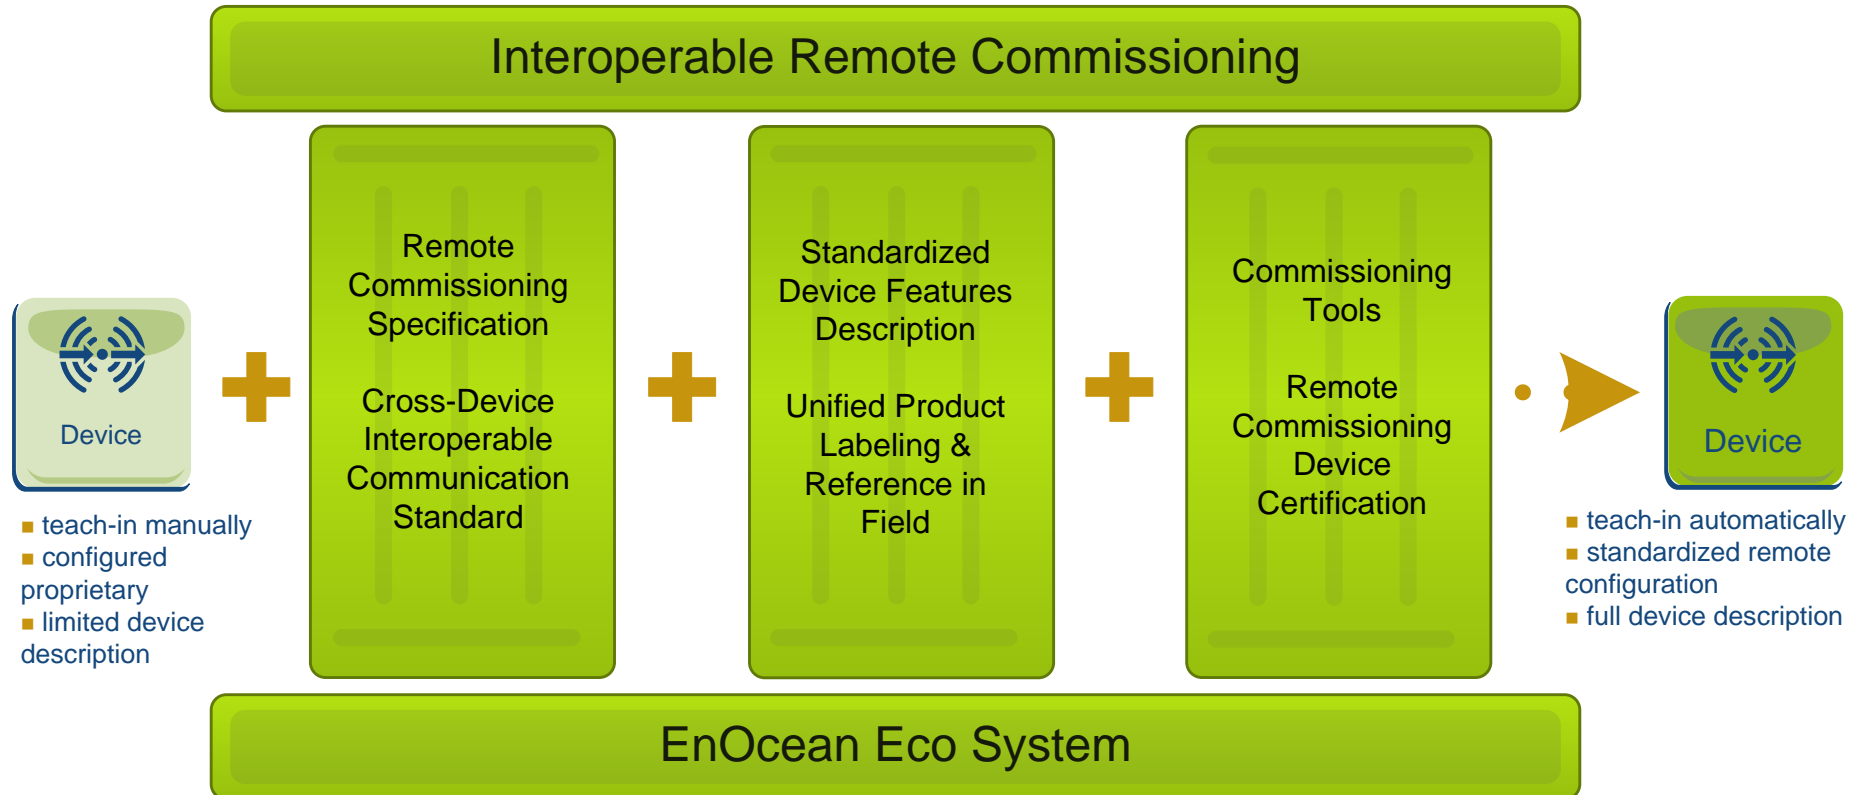 Interoperable Remote Commissioning
Device
■ teach-in manually
■ configured
proprietary
■ limited device
description
Remote
Commissioning
Specification
Cross-Device
Interoperable
Communication
Standard
Standardized
Device Features
Description
Unified Product
Labeling &
Reference in
Field
Commissioning
Tools
Remote
Commissioning
Device
Certification
Device
■ teach-in automatically
■ standardized remote
configuration
■ full device description
EnOcean Eco System